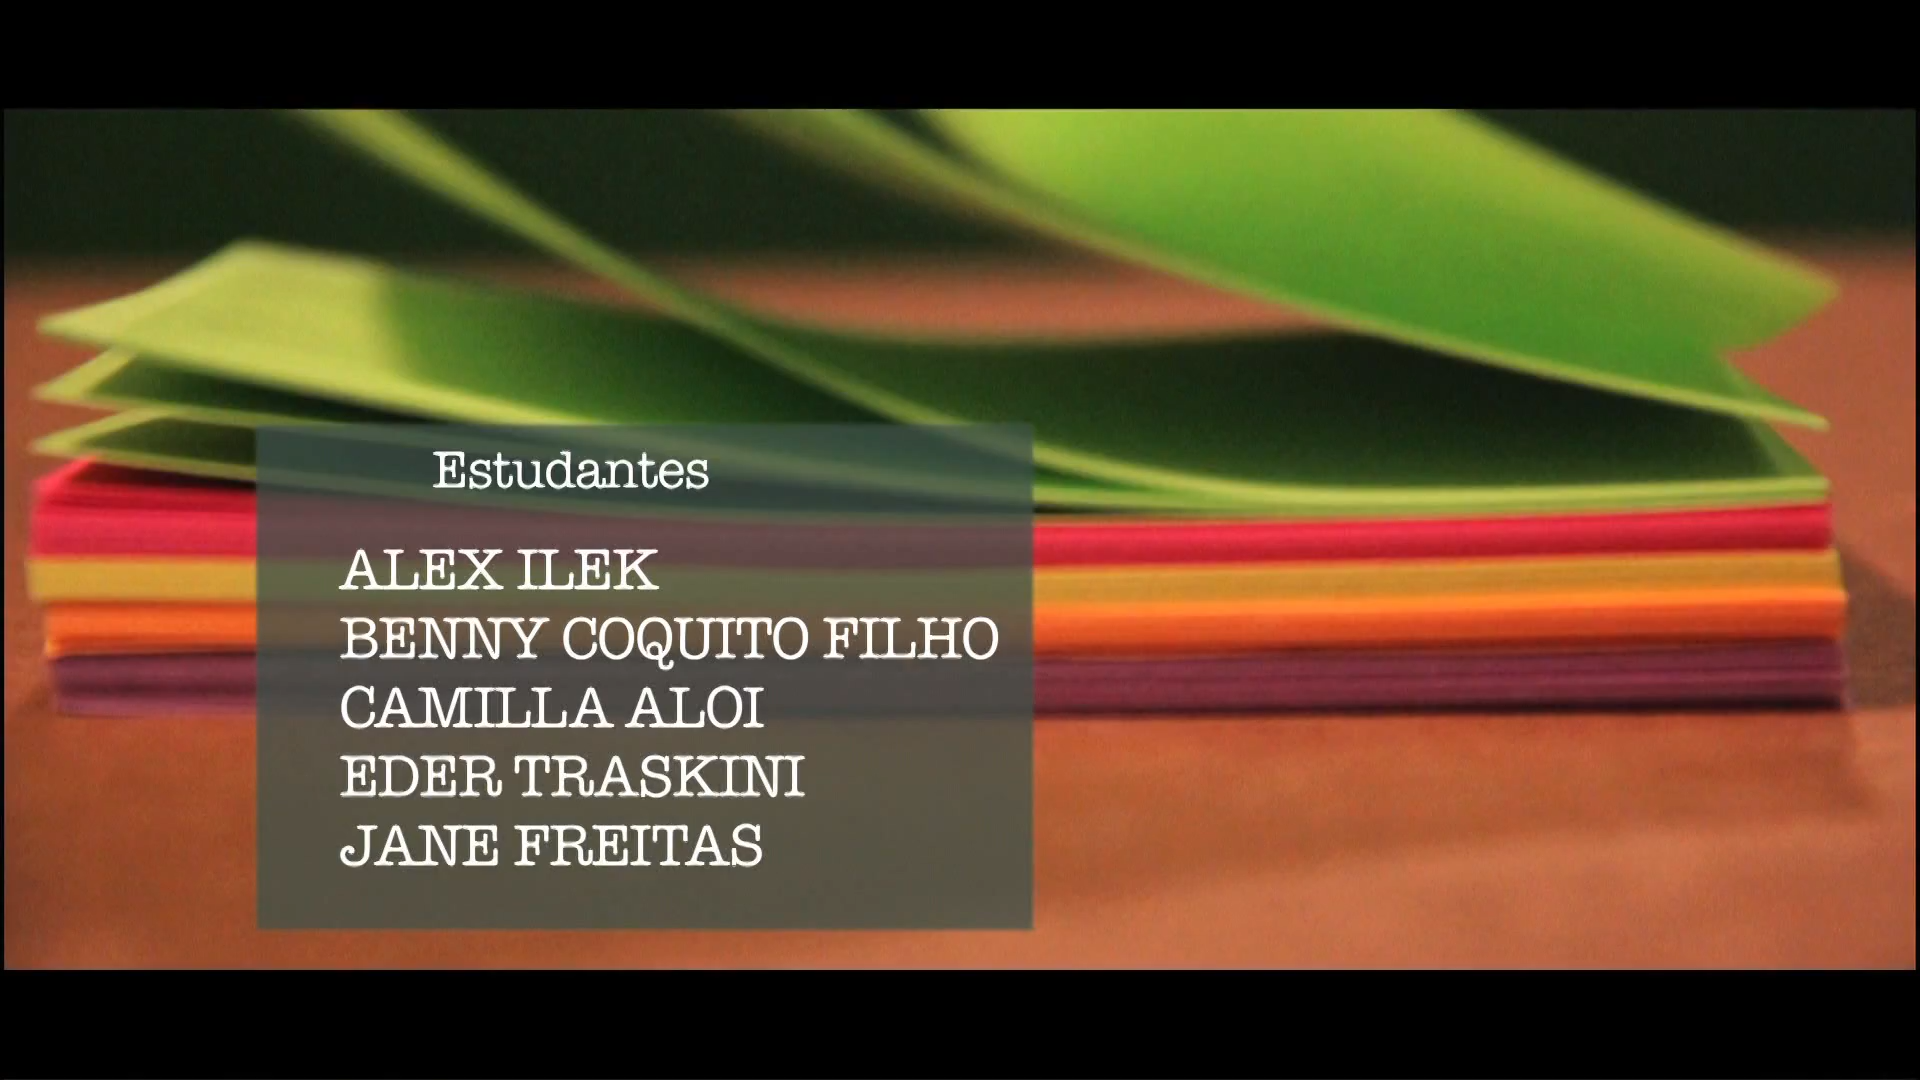 Estudantes
ALEX ILEK
BENNY COQUITO FILHO
CAMILLA ALOI
EDER TRASKINI
JANE FREITAS